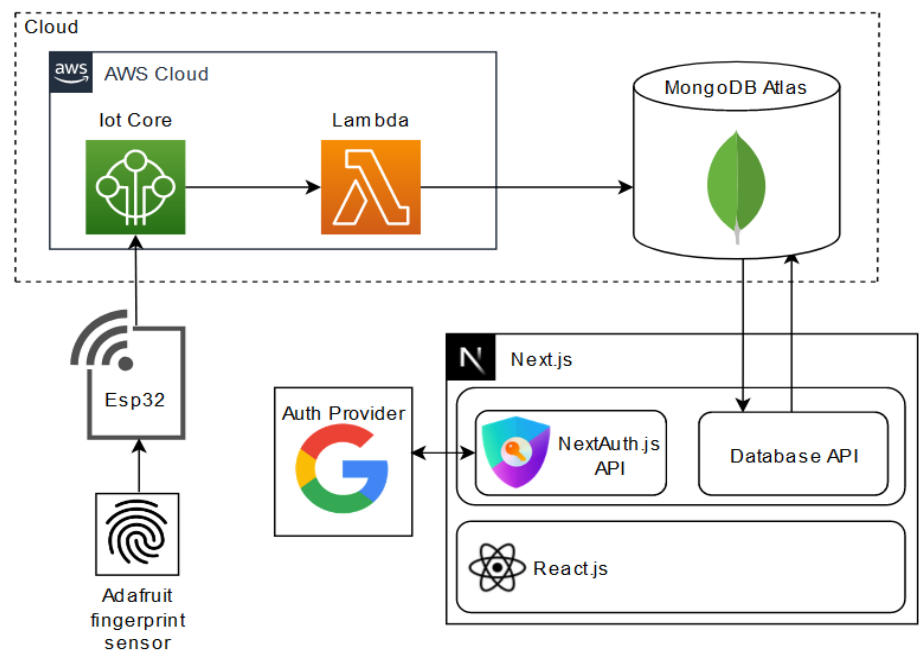 Cloud
aws
AWS Cloud
MongoDB Atlas
Iot Core
Lambda
Esp32
N
Next.js
Auth Provider
G
NextAuth.js
API
Database API
React.js
Adafruit
fingerprint
sensor